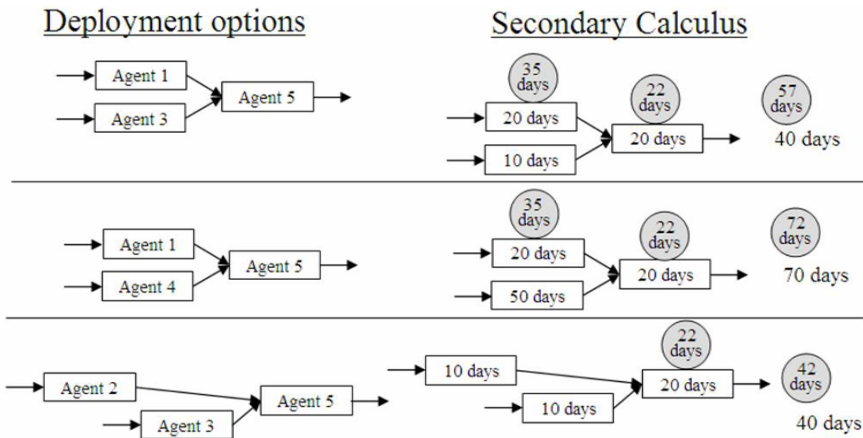 Deployment options
Secondary Calculus
Agent 1
Agent 3
Agent 5
35
days
20 days
10 days
22
days
20 days
57
days
40 days
Agent 1
Agent 4
Agent 5
35
days
20 days
50 days
22
days
20 days
72
days
70 days
Agent 2
Agent 3
Agent 5
10 days
10 days
22
days
20 days
42
days
40 days